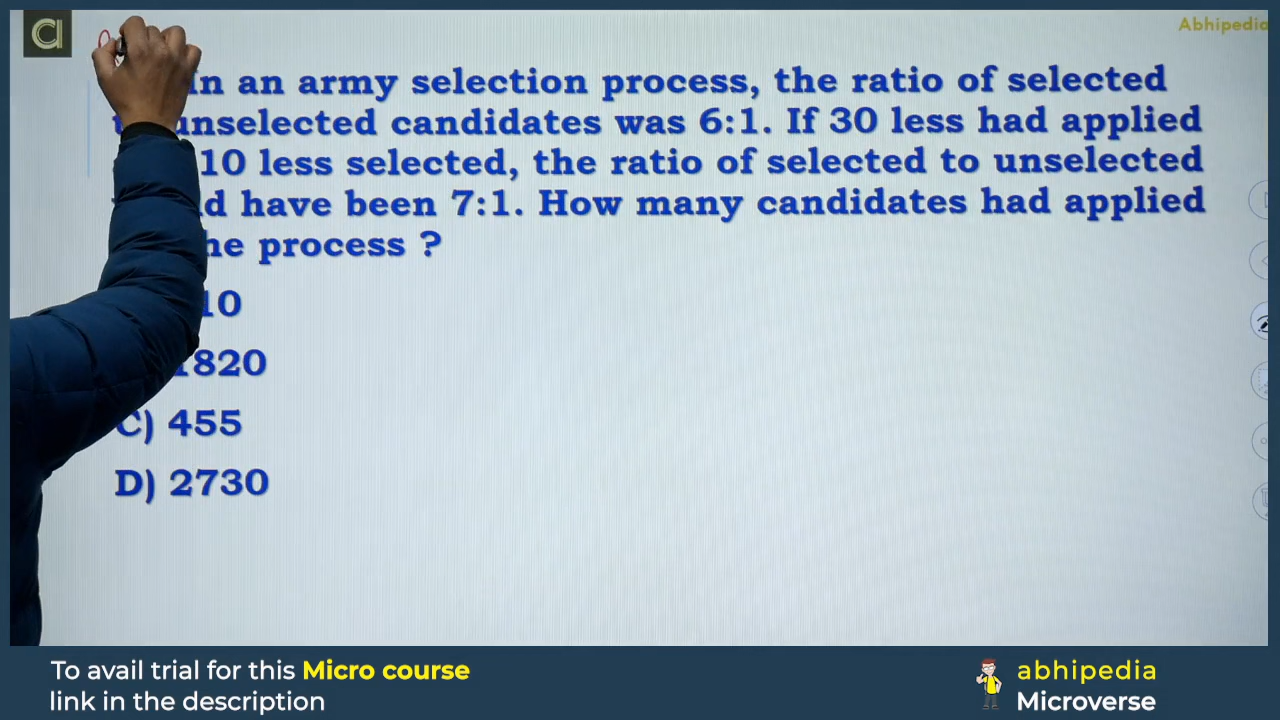 Abhipedia
In an army selection process, the ratio of selected
unselected candidates was 6:1. If 30 less had applied
10 less selected, the ratio of selected to unselected
have been 7:1. How many candidates had applied
process ?
1820
C) 455
D) 2730
To avail trial for this Micro course
link in the description
abhipedia
Microverse